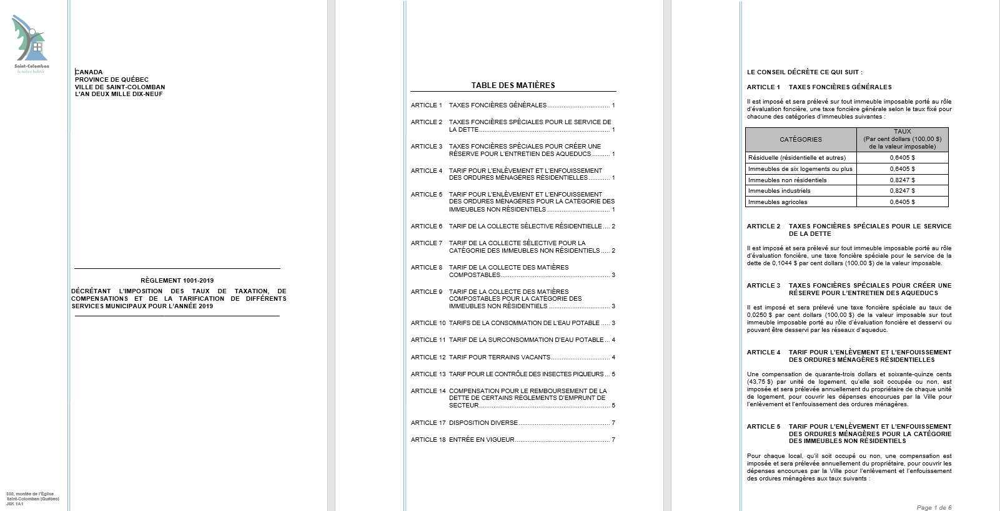 Saint-Colomban
la nature habitée
CANADA
PROVINCE DE QUÉBEC
VILLE DE SAINT-COLOMBAN
L'AN DEUX MILLE DIX-NEUF
RÈGLEMENT 1001-2019
DÉCRÉTANT L'IMPOSITION DES TAUX DE TAXATION, DE
COMPENSATIONS ET DE LA TARIFICATION DE DIFFÉRENTS
SERVICES MUNICIPAUX POUR L'ANNÉE 2019
330, montée de l'Église
Saint-Colomban (Québec)
J5K 1A1
TABLE DES MATIÈRES
ARTICLE 1 TAXES FONCIÈRES GÉNÉRALES.................................. 1
ARTICLE 2 TAXES FONCIÈRES SPÉCIALES POUR LE SERVICE DE
LA DETTE......................................................................... 1
ARTICLE 3 TAXES FONCIÈRES SPÉCIALES POUR CRÉER UNE
RÉSERVE POUR L'ENTRETIEN DES AQUEDUCS .......... 1
ARTICLE 4 TARIF POUR L'ENLÈVEMENT ET L'ENFOUISSEMENT
DES ORDURES MÉNAGÈRES RÉSIDENTIELLES............ 1
ARTICLE 5 TARIF POUR L'ENLÈVEMENT ET L'ENFOUISSEMENT
DES ORDURES MÉNAGÈRES POUR LA CATÉGORIE DES
IMMEUBLES NON RÉSIDENTIELS ................................... 1
ARTICLE 6 TARIF DE LA COLLECTE SÉLECTIVE RÉSIDENTIELLE .... 2
ARTICLE 7 TARIF DE LA COLLECTE SÉLECTIVE POUR LA
CATÉGORIE DES IMMEUBLES NON RÉSIDENTIELS ..... 2
ARTICLE 8 TARIF DE LA COLLECTE DES MATIÈRES
COMPOSTABLES............................................................. 3
ARTICLE 9 TARIF DE LA COLLECTE DES MATIÈRES
COMPOSTABLES POUR LA CATÉGORIE DES
IMMEUBLES NON RÉSIDENTIELS .................................. 3
ARTICLE 10 TARIFS DE LA CONSOMMATION DE L'EAU POTABLE ..... 3
ARTICLE 11 TARIF DE LA SURCONSOMMATION D'EAU POTABLE ... 4
ARTICLE 12 TARIF POUR TERRAINS VACANTS................................. 4
ARTICLE 13 TARIF POUR LE CONTRÔLE DES INSECTES PIQUEURS ... 5
ARTICLE 14 COMPENSATION POUR LE REMBOURSEMENT DE LA
DETTE DE CERTAINS RÈGLEMENTS D'EMPRUNT DE
SECTEUR......................................................................... 5
ARTICLE 17 DISPOSITION DIVERSE................................................... 7
ARTICLE 18 ENTRÉE EN VIGUEUR..................................................... 7
LE CONSEIL DÉCRÈTE CE QUI SUIT :
ARTICLE 1 TAXES FONCIÈRES GÉNÉRALES
Il est imposé et sera prélevé sur tout immeuble imposable porté au rôle
d'évaluation foncière, une taxe foncière générale selon le taux fixé pour
chacune des catégories d'immeubles suivantes :
CATÉGORIES
TAUX
(Par cent dollars (100,00 $)
de la valeur imposable)
Résiduelle (résidentielle et autres) 0,6405 $
Immeubles de six logements ou plus 0,6405 $
Immeubles non résidentiels 0,8247 $
Immeubles industriels 0,8247 $
Immeubles agricoles 0,6405 $
ARTICLE 2 TAXES FONCIÈRES SPÉCIALES POUR LE SERVICE
DE LA DETTE
Il est imposé et sera prélevé sur tout immeuble imposable porté au rôle
d'évaluation foncière, une taxe foncière spéciale pour le service de la
dette de 0,1044 $ par cent dollars (100,00 $) de la valeur imposable.
ARTICLE 3 TAXES FONCIÈRES SPÉCIALES POUR CRÉER UNE
RÉSERVE POUR L'ENTRETIEN DES AQUEDUCS
Il est imposé et sera prélevé une taxe foncière spéciale au taux de
0,0250 $ par cent dollars (100,00 $) de la valeur imposable sur tout
immeuble imposable porté au rôle d'évaluation foncière et desservi ou
pouvant être desservi par les réseaux d'aqueduc.
ARTICLE 4 TARIF POUR L'ENLÈVEMENT ET L'ENFOUISSEMENT
DES ORDURES MÉNAGÈRES RÉSIDENTIELLES
Une compensation de quarante-trois dollars et soixante-quinze cents
(43,75 $) par unité de logement, qu'elle soit occupée ou non, est
imposée et sera prélevée annuellement du propriétaire de chaque unité
de logement, pour couvrir les dépenses encourues par la Ville pour
l'enlèvement et l'enfouissement des ordures ménagères.
ARTICLE 5 TARIF POUR L'ENLÈVEMENT ET L'ENFOUISSEMENT
DES ORDURES MÉNAGÈRES POUR LA CATÉGORIE
DES IMMEUBLES NON RÉSIDENTIELS
Pour chaque local, qu'il soit occupé ou non, une compensation est
imposée et sera prélevée annuellement du propriétaire, pour couvrir les
dépenses encourues par la Ville pour l'enlèvement et l'enfouissement
des ordures ménagères aux taux suivants :
Page 1 de 6